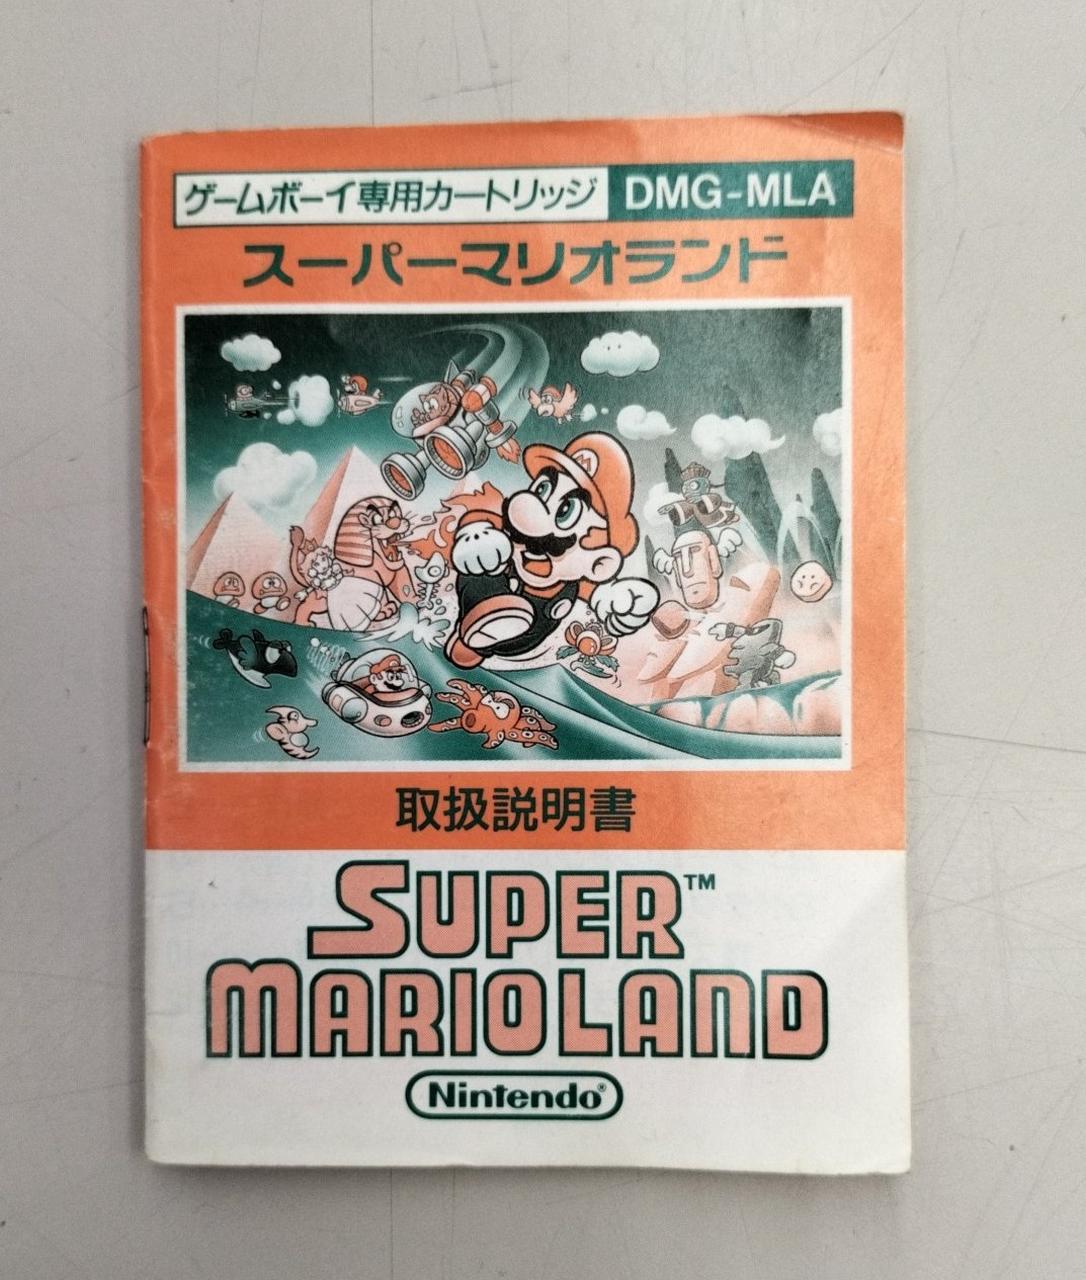 ゲームボーイ専用カートリッジ DMG-MLA
スーパーマリオランド
M
取扱説明書
SUPER™
MARIOLAND
Nintendo®